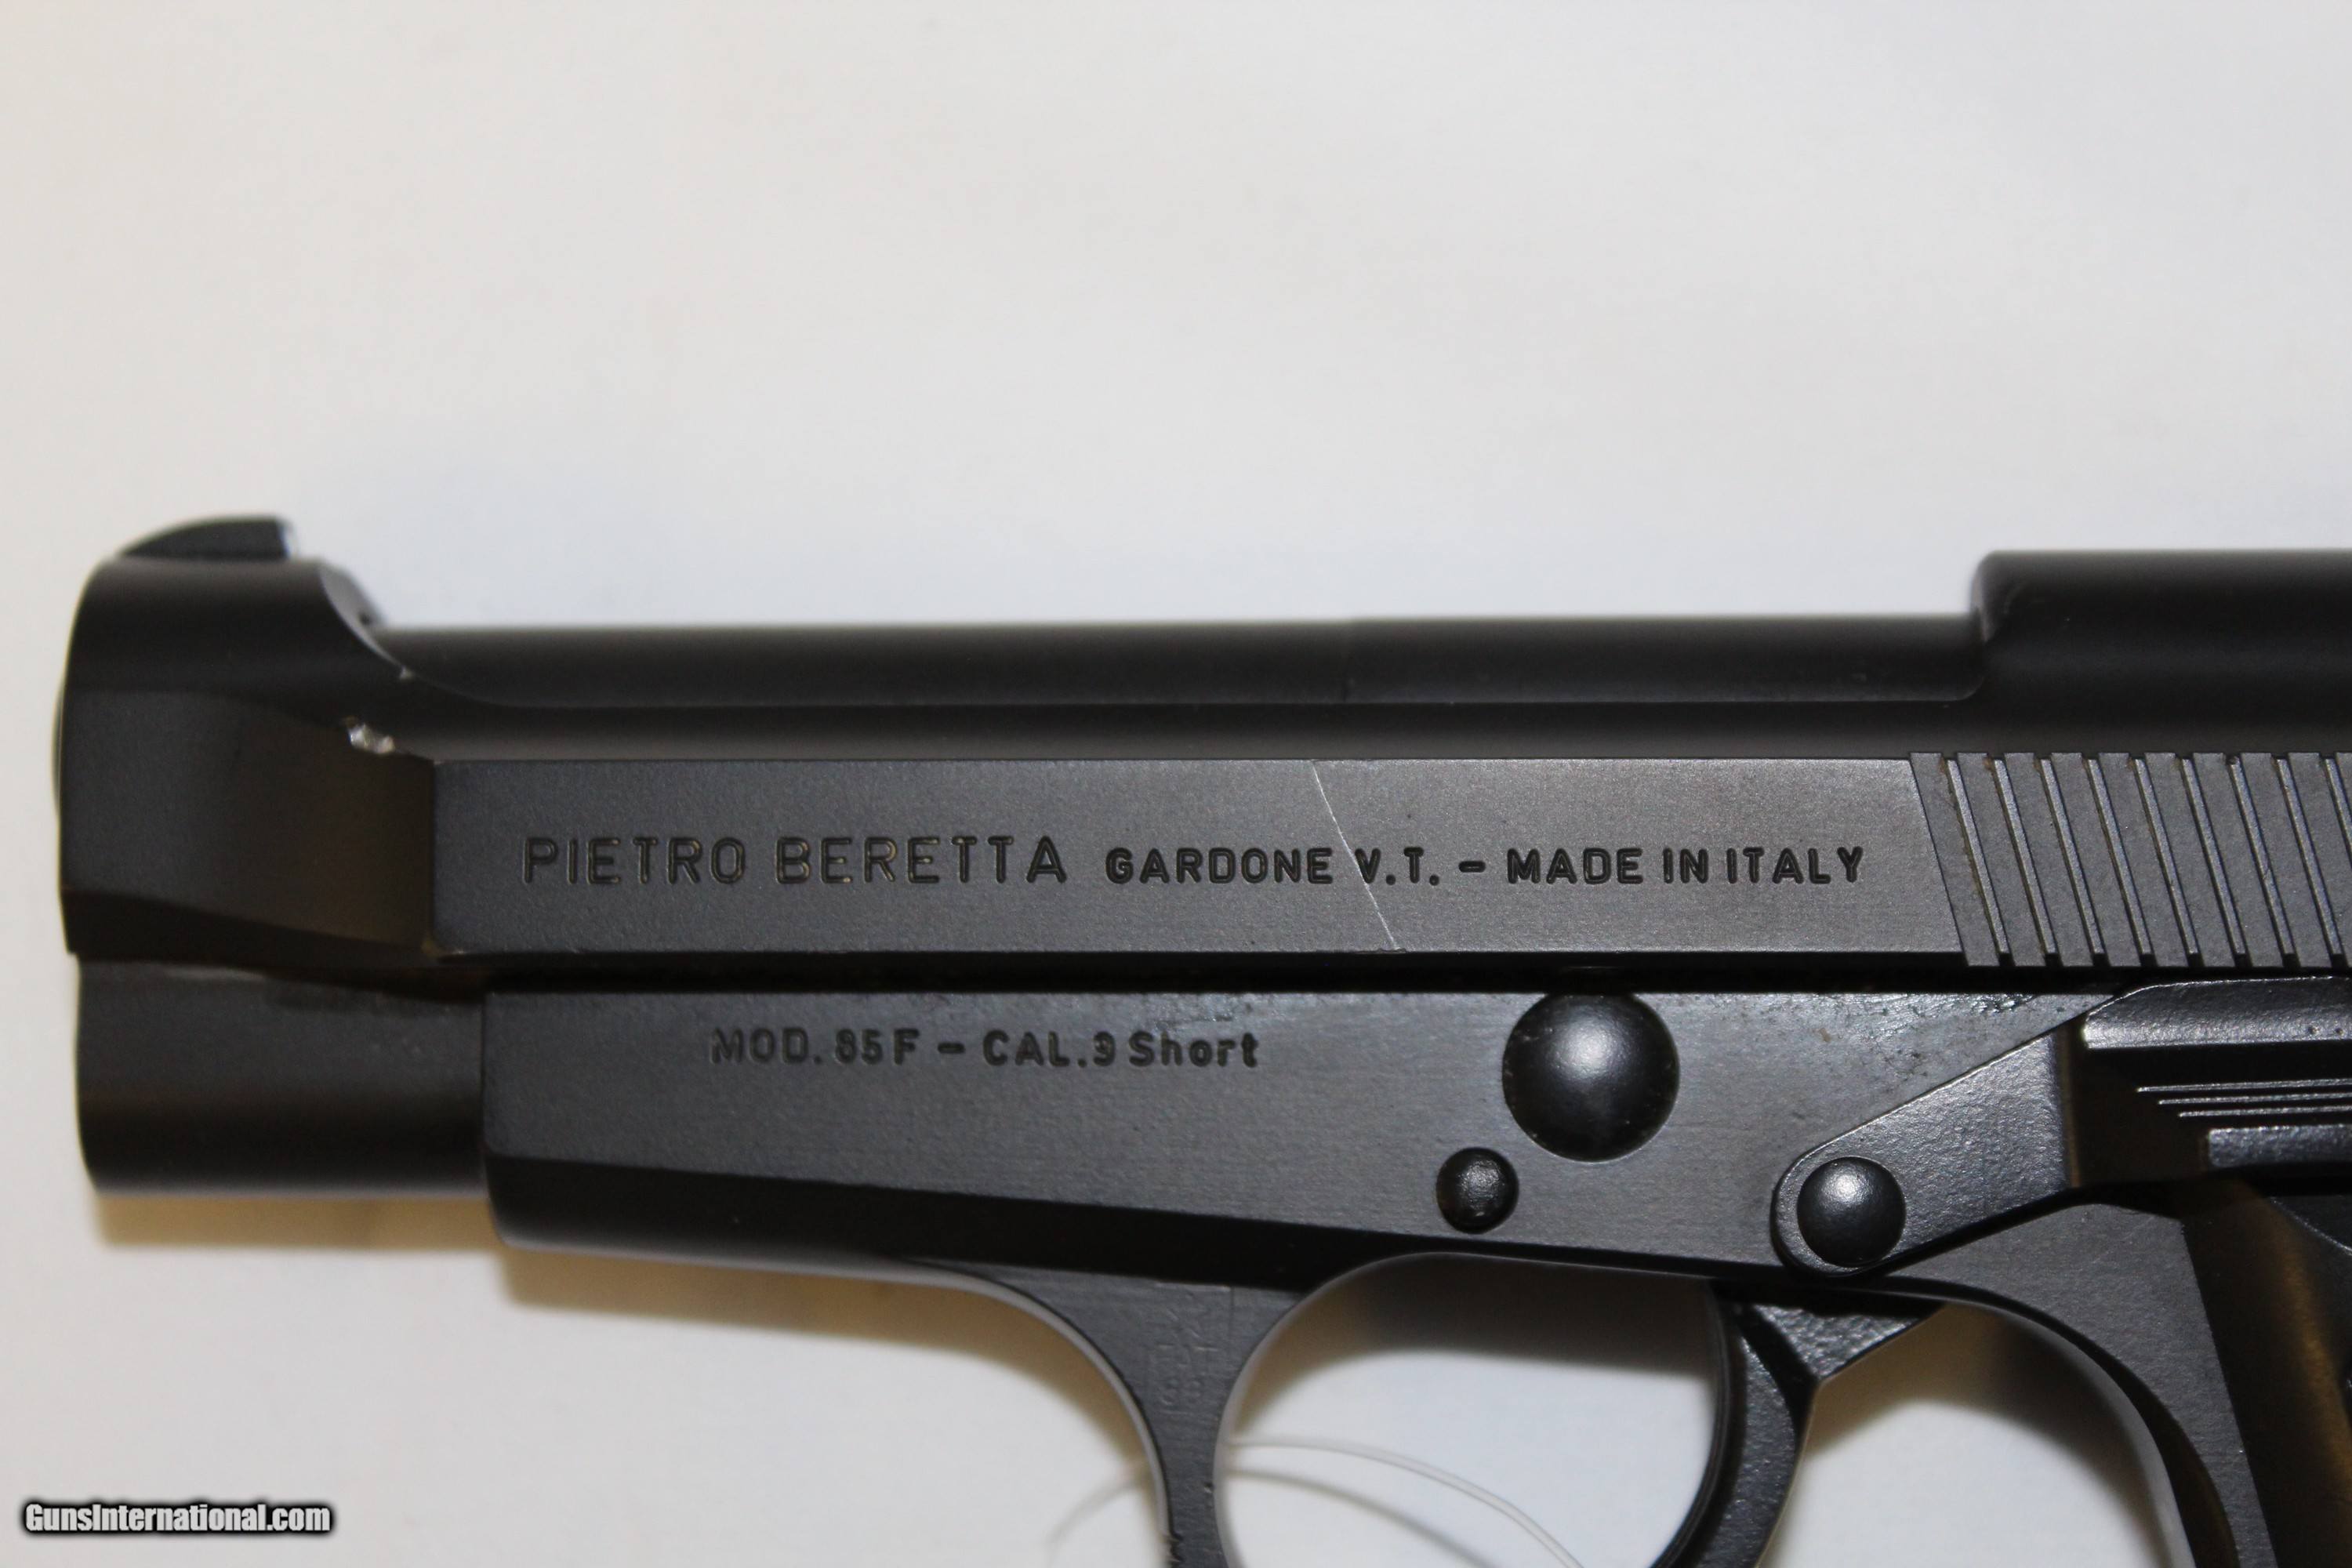 PIETRO BERETTA GARDONE V.T. - MADE IN ITALY
MOD. 85F - CAL.9 Short
GunsInternational.com